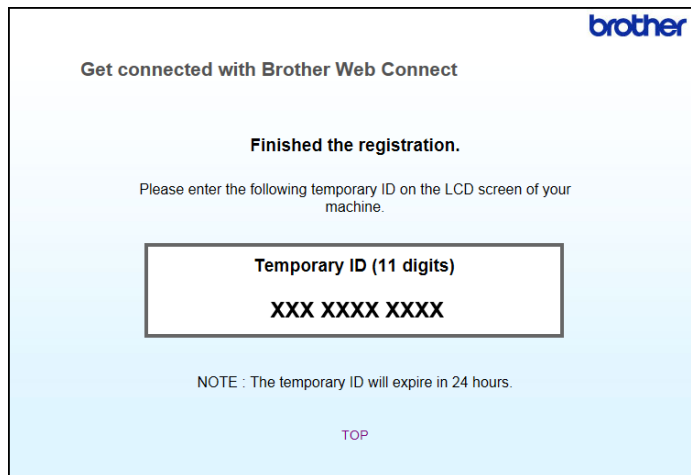 brother
Get connected with Brother Web Connect
Finished the registration.
Please enter the following temporary ID on the LCD screen of your
machine.
Temporary ID (11 digits)
XXX XXXX XXXX
NOTE : The temporary ID will expire in 24 hours.
TOP